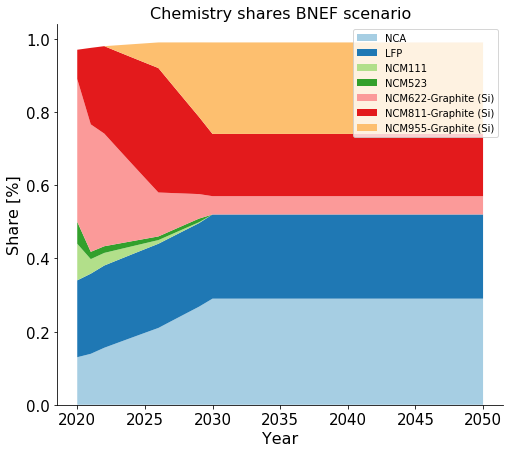 Chemistry shares BNEF scenario
1.0
0.8
0.6
0.4
0.2
0.0
Share [%]
NCA
LFP
NCM111
NCM523
NCM622-Graphite (Si)
NCM811-Graphite (Si)
NCM955-Graphite (Si)
2020 2025 2030 2035 2040 2045 2050
Year